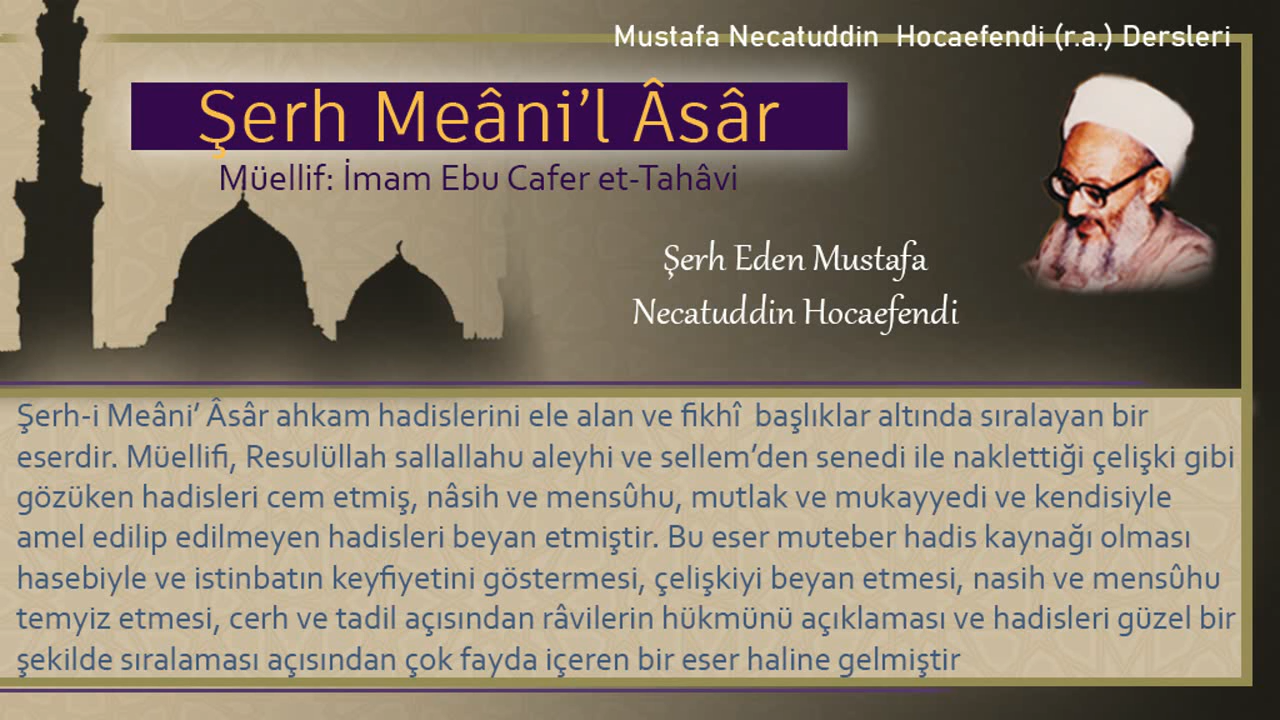 Mustafa Necatuddin Hocaefendi (r.a.) Dersleri
Şerh Meâni’l Âsâr
Müellif: İmam Ebu Cafer et-Tahâvi
Şerh Eden Mustafa
Necatuddin Hocaefendi
Şerh-i Meâni’ Âsâr ahkam hadislerini ele alan ve fikhî başlıklar altında sıralayan bir
eserdir. Müellifi, Resulüllah sallallahu aleyhi ve sellem’den senedi ile naklettiği çelişki gibi
gözüken hadisleri cem etmiş, nâsih ve mensûhu, mutlak ve mukayyedi ve kendisiyle
amel edilip edilmeyen hadisleri beyan etmiştir. Bu eser muteber hadis kaynağı olması
hasebiyle ve istinbatın keyfiyetini göstermesi, çelişkiyi beyan etmesi, nasih ve mensûhu
temyiz etmesi, cerh ve tadil açısından râvilerin hükmünü açıklaması ve hadisleri güzel bir
şekilde sıralaması açısından çok fayda içeren bir eser haline gelmiştir